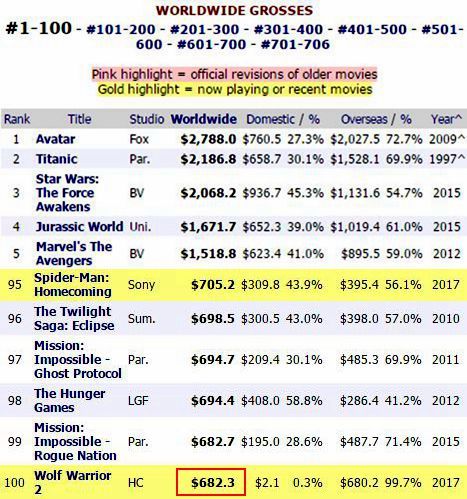 WORLDWIDE GROSSES
#1-100 - #101-200 - #201-300 - #301-400 - #401-500 - #501-
600 - #601-700 - #701-706
Pink highlight = official revisions of older movies
Gold highlight = now playing or recent movies
Rank Title Studio Worldwide Domestic / % Overseas / % Year^
1 Avatar Fox $2,788.0 $760.5 27.3% $2,027.5 72.7% 2009^
2 Titanic Par. $2,186.8 $658.7 30.1% $1,528.1 69.9% 1997^
Star Wars:
3 The Force BV $2,068.2 $936.7 45.3% $1,131.6 54.7% 2015
Awakens
4 Jurassic World Uni. $1,671.7 $652.3 39.0% $1,019.4 61.0% 2015
5 Marvel's The BV $1,518.8 $623.4 41.0% $895.5 59.0% 2012
Avengers
95 Spider-Man: Sony $705.2 $309.8 43.9% $395.4 56.1% 2017
Homecoming
96 The Twilight Sum. $698.5 $300.5 43.0% $398.0 57.0% 2010
Saga: Eclipse
Mission:
97 Impossible - Par. $694.7 $209.4 30.1% $485.3 69.9% 2011
Ghost Protocol
98 The Hunger LGF $694.4 $408.0 58.8% $286.4 41.2% 2012
Games
Mission:
99 Impossible - Par. $682.7 $195.0 28.6% $487.7 71.4% 2015
Rogue Nation
100 Wolf Warrior HC $682.3 $2.1 0.3% $680.2 99.7% 2017
2